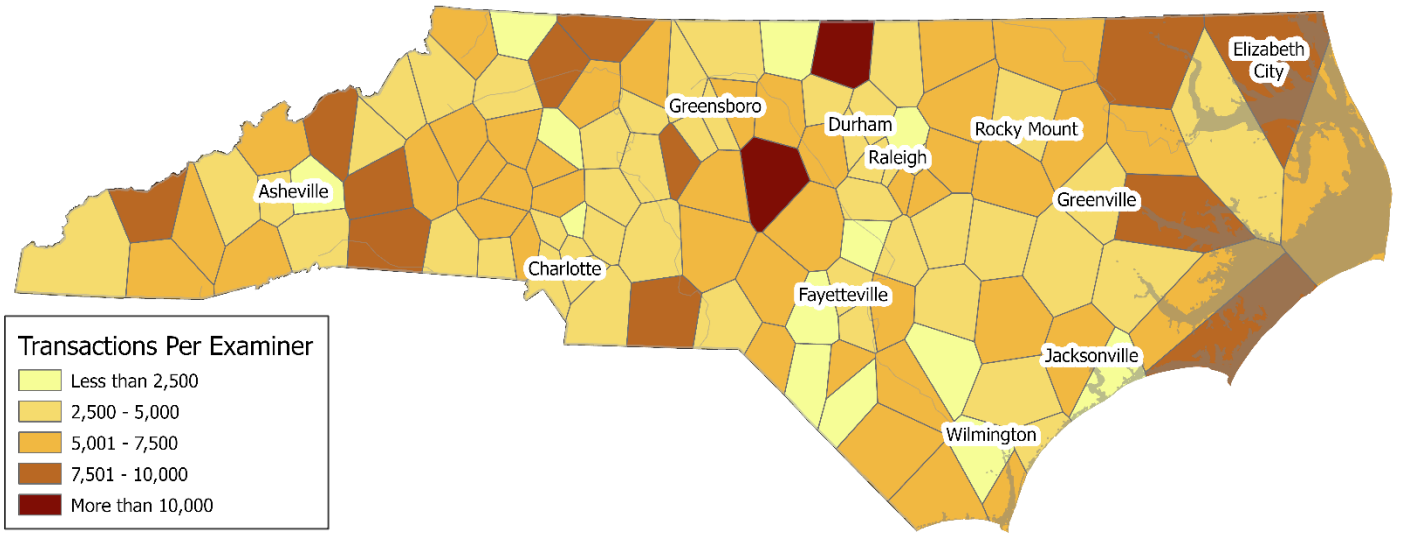 Elizabeth
City
Greensboro
Durham
Rocky Mount
Raleigh
Asheville
Greenville
Charlotte
Fayetteville
Jacksonville
Wilmington
Transactions Per Examiner
Less than 2,500
2,500 - 5,000
5,001 - 7,500
7,501 - 10,000
More than 10,000